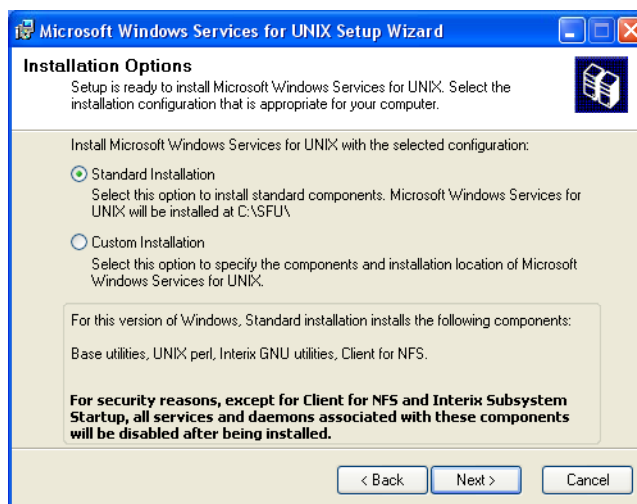 Microsoft Windows Services for UNIX Setup Wizard
Installation Options
Setup is ready to install Microsoft Windows Services for UNIX. Select the
installation configuration that is appropriate for your computer.
Install Microsoft Windows Services for UNIX with the selected configuration:
Standard Installation
Select this option to install standard components. Microsoft Windows Services for
UNIX will be installed at C:\SFU\
Custom Installation
Select this option to specify the components and installation location of Microsoft
Windows Services for UNIX.
For this version of Windows, Standard installation installs the following components:
Base utilities, UNIX perl, Interix GNU utilities, Client for NFS.
For security reasons, except for Client for NFS and Interix Subsystem
Startup, all services and daemons associated with these components
will be disabled after being installed.
< Back Next > Cancel